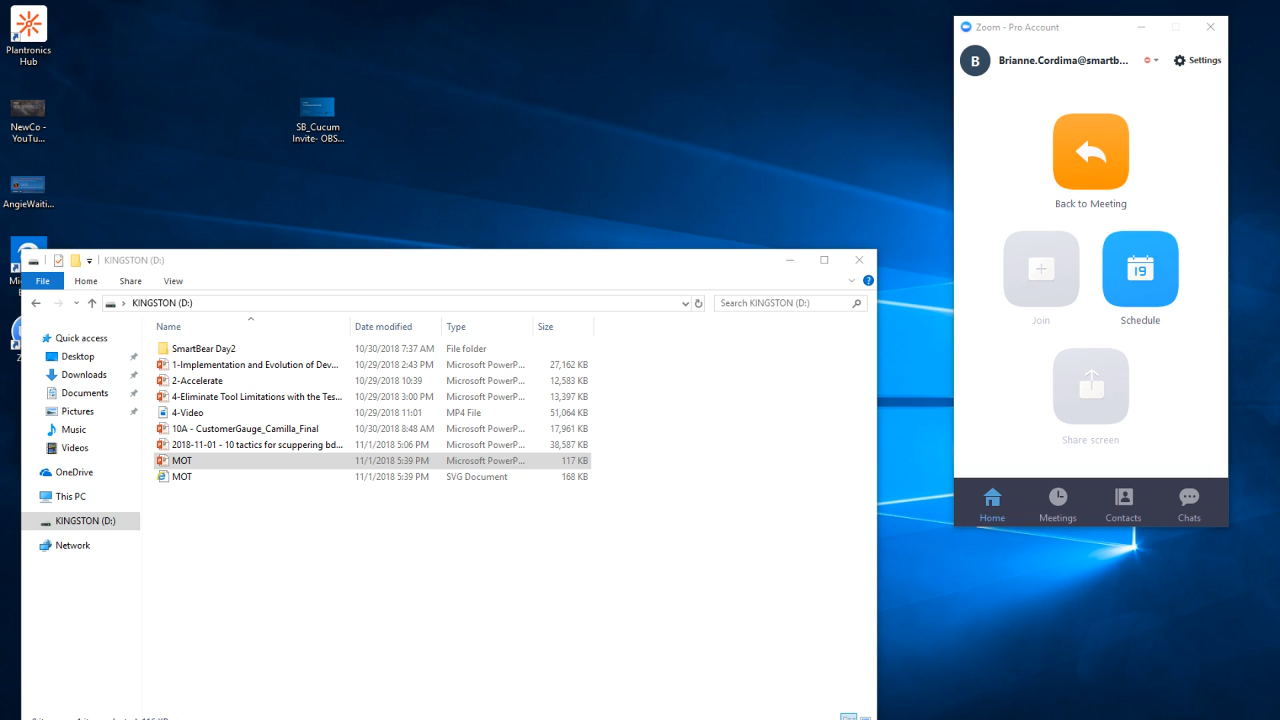 Plantronics
Hub
NewCo -
YouTu...
AngieWaiti...
SB_Cucum
Invite- OBS...
Zoom - Pro Account
B
Brianne.Cordima@smartb...
Settings
Back to Meeting
Join
19
Schedule
Share screen
Home
Meetings
Contacts
Chats
KINGSTON (D:)
File
Home
Share
View
KINGSTON (D:)
Search KINGSTON (D:)
Name
Date modified
Type
Size
Quick access
Desktop
Downloads
Documents
Pictures
Music
Videos
OneDrive
This PC
KINGSTON (D:)
Network
SmartBear Day2 10/30/2018 7:37 AM File folder
1-Implementation and Evolution of Dev... 10/29/2018 2:43 PM Microsoft PowerP... 27,162 KB
2-Accelerate 10/29/2018 10:39 Microsoft PowerP... 12,583 KB
4-Eliminate Tool Limitations with the Tes... 10/29/2018 3:00 PM Microsoft PowerP... 13,397 KB
4-Video 10/29/2018 11:01 MP4 File 51,064 KB
10A - CustomerGauge_Camilla_Final 10/30/2018 8:48 AM Microsoft PowerP... 17,961 KB
2018-11-01 - 10 tactics for scuppering bd... 11/1/2018 5:06 PM Microsoft PowerP... 38,587 KB
MOT 11/1/2018 5:39 PM Microsoft PowerP... 117 KB
MOT 11/1/2018 5:39 PM SVG Document 168 KB